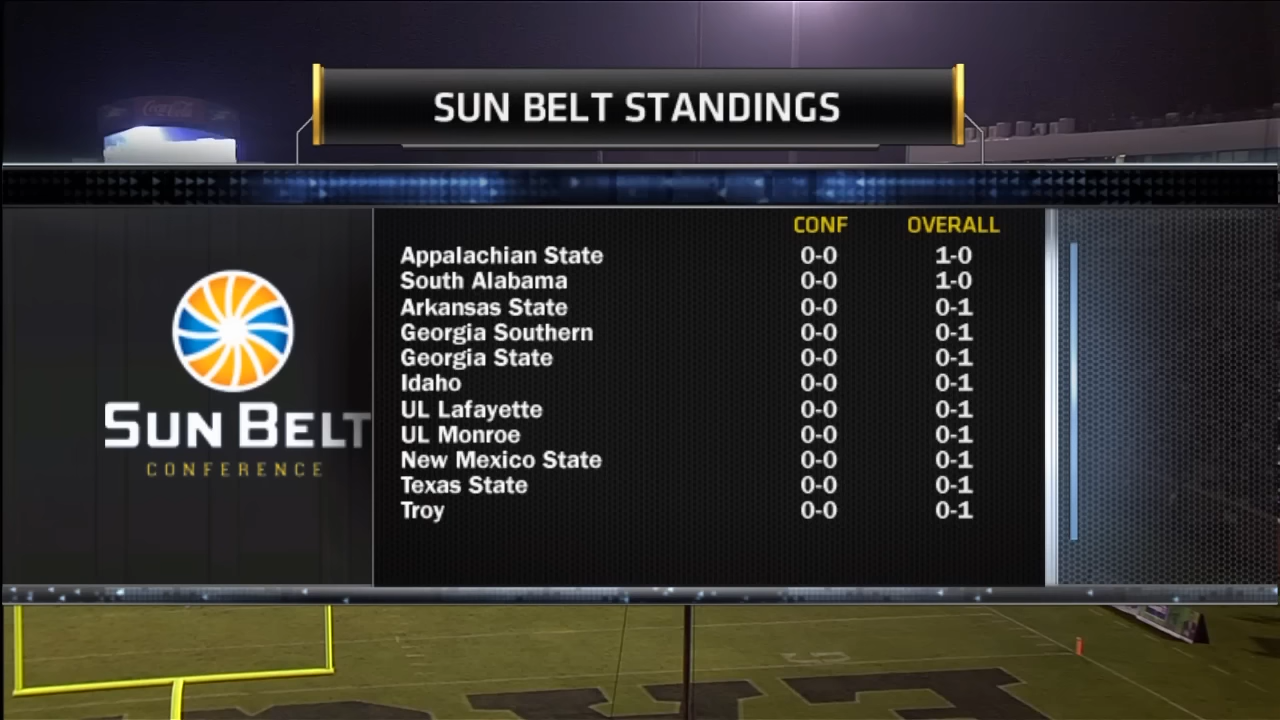 Coca-Cola
SUN BELT STANDINGS
CONF OVERALL
Appalachian State 0-0 1-0
South Alabama 0-0 1-0
Arkansas State 0-0 0-1
Georgia Southern 0-0 0-1
Georgia State 0-0 0-1
Idaho 0-0 0-1
UL Lafayette 0-0 0-1
UL Monroe 0-0 0-1
New Mexico State 0-0 0-1
Texas State 0-0 0-1
Troy 0-0 0-1
SUN BELT
CONFERENCE